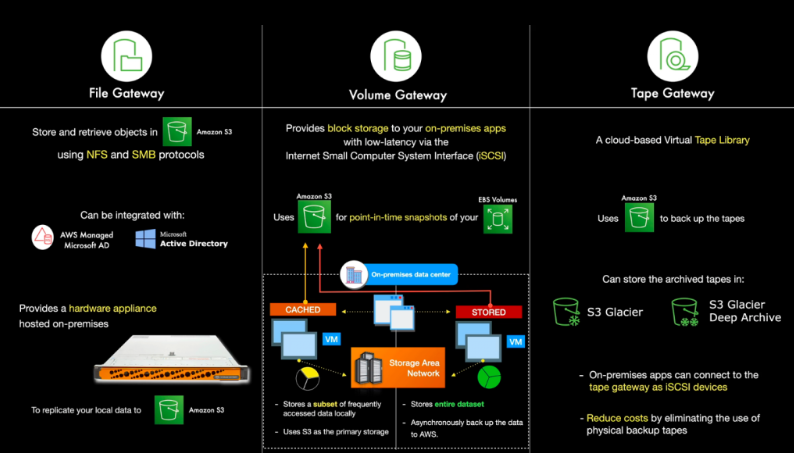 File Gateway
Store and retrieve objects in Amazon S3
using NFS and SMB protocols
Can be integrated with:
AWS Managed
Microsoft AD
Microsoft
Active Directory
Provides a hardware appliance
hosted on-premises
To replicate your local data to Amazon S3
Volume Gateway
Provides block storage to your on-premises apps
with low-latency via the
Internet Small Computer System Interface (iSCSI)
Amazon S3
EBS Volumes
Uses for point-in-time snapshots of your
On-premises data center
CACHED
STORED
VM
VM
Storage Area
Network
- Stores a subset of frequently
accessed data locally
- Uses S3 as the primary storage
- Stores entire dataset
- Asynchronously back up the data
to AWS.
Tape Gateway
A cloud-based Virtual Tape Library
Amazon S3
Uses to back up the tapes
Can store the archived tapes in:
S3 Glacier
S3 Glacier
Deep Archive
- On-premises apps can connect to the
tape gateway as iSCSI devices
- Reduce costs by eliminating the use of
physical backup tapes